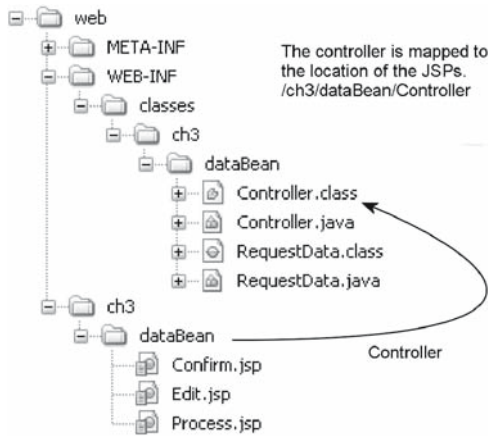 web
META-INF
WEB-INF
classes
ch3
dataBean
Controller.class
Controller.java
RequestData.class
RequestData.java
ch3
dataBean
Confirm.jsp
Edit.jsp
Process.jsp
The controller is mapped to
the location of the JSPs.
/ch3/dataBean/Controller
Controller